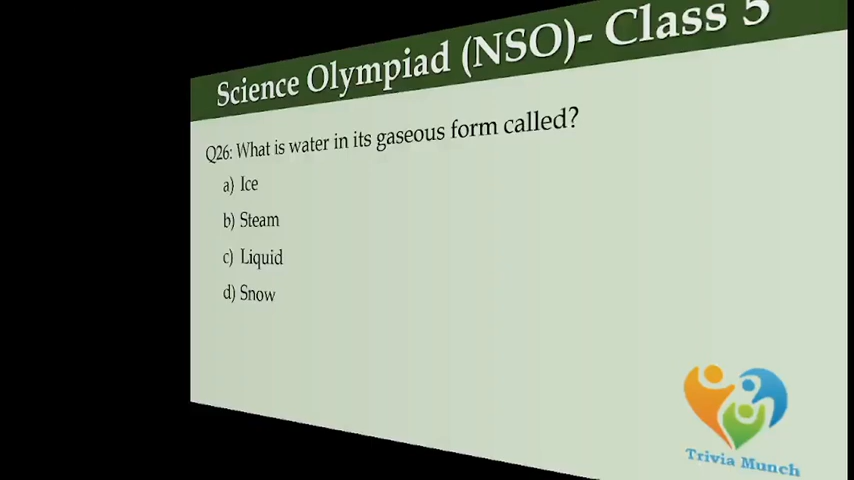 Science Olympiad (NSO)- Class 5
Q26: What is water in its gaseous form called?
a) Ice
b) Steam
c) Liquid
d) Snow
Trivia Munch